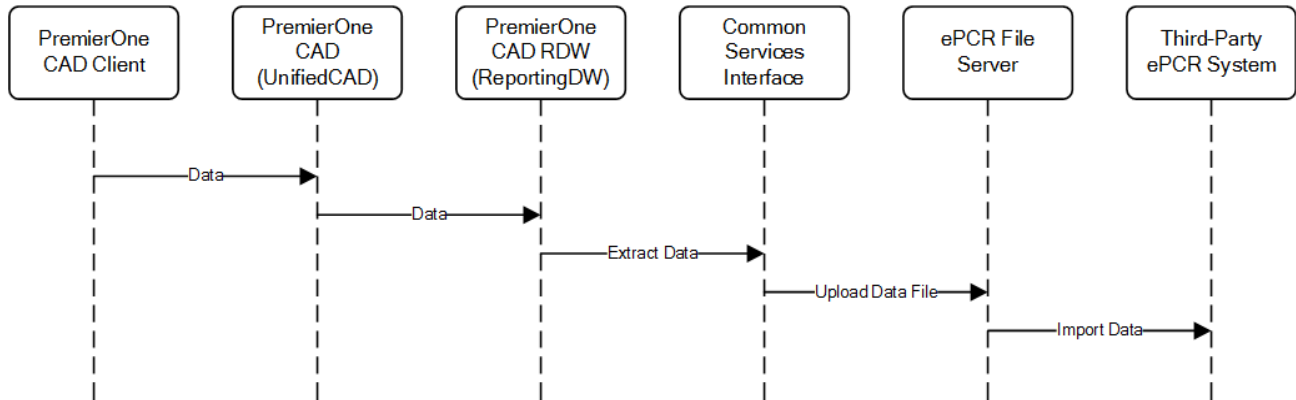 PremierOne
CAD Client
PremierOne
CAD
(UnifiedCAD)
PremierOne
CAD RDW
(ReportingDW)
Common
Services
Interface
ePCR File
Server
Third-Party
ePCR System
Data
Data
Extract Data
Upload Data File
Import Data